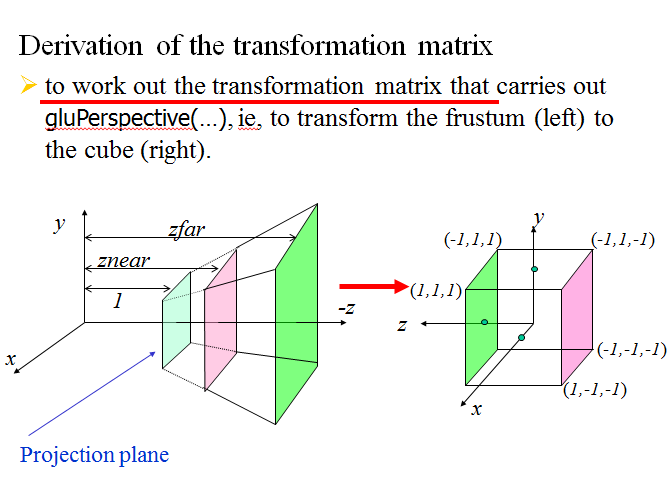 Derivation of the transformation matrix
to work out the transformation matrix that carries out
gluPerspective(...), ie, to transform the frustum (left) to
the cube (right).
y
zfar
znear
1
x
-z
Projection plane
y
(-1,1,1)
(-1,1,-1)
(1,1,1)
z
(-1,-1,-1)
(1,-1,-1)
x